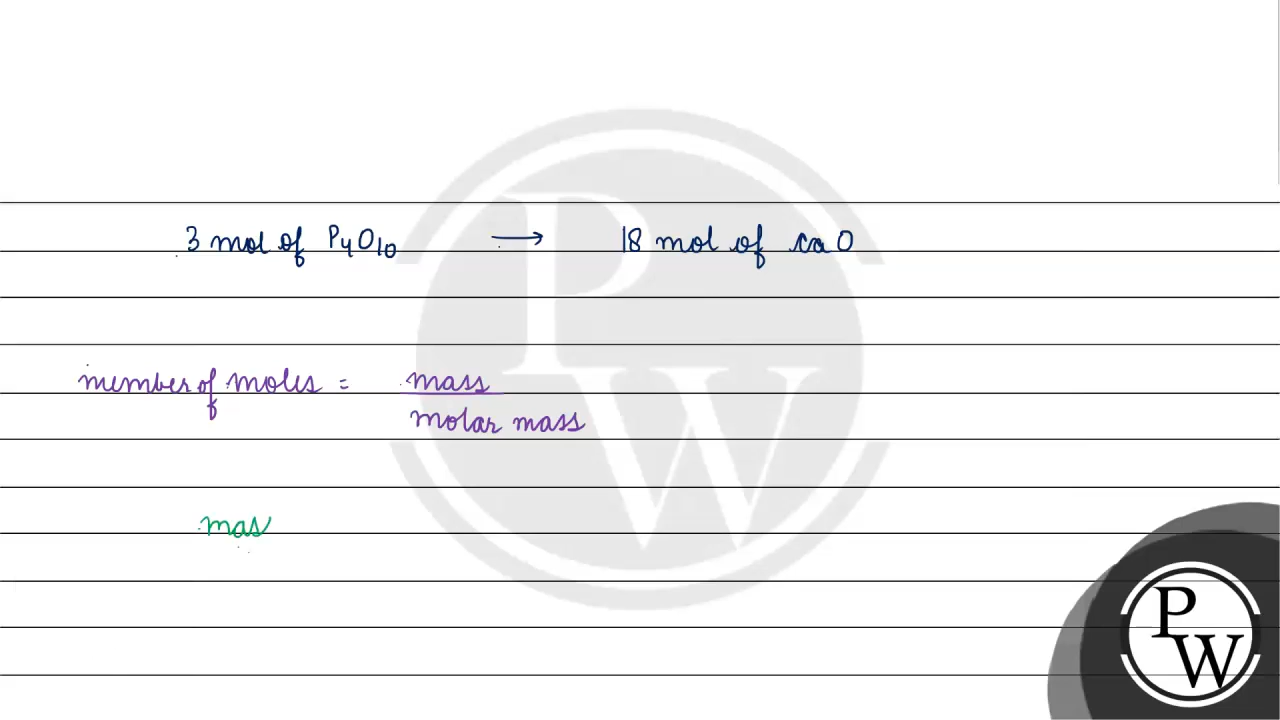 3 mol of P₄O₁₀ → 18 mol of caO
number of moles = mass
molar mass
mas
P
W
P
W